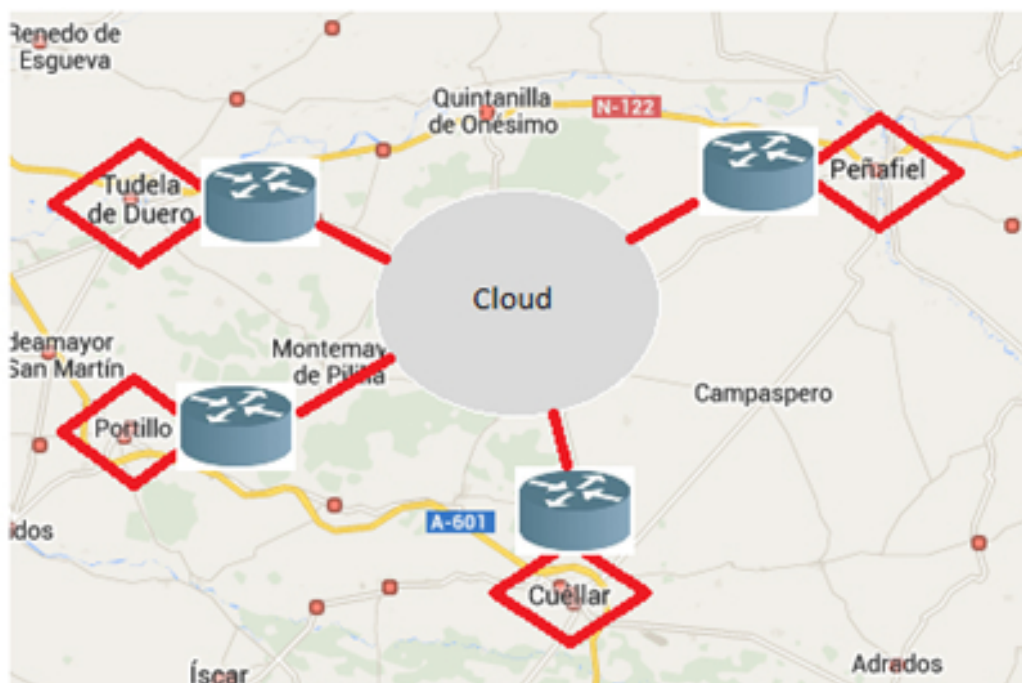 Renedo de
Esgueva
Quintanilla
de Onésimo
N-122
Peñafiel
Tudela
de Duero
Cloud
deamayor
San Martín
Montemay
de Pililla
Campaspero
Portillo
A-601
idos
Cuéllar
Íscar
Adrados